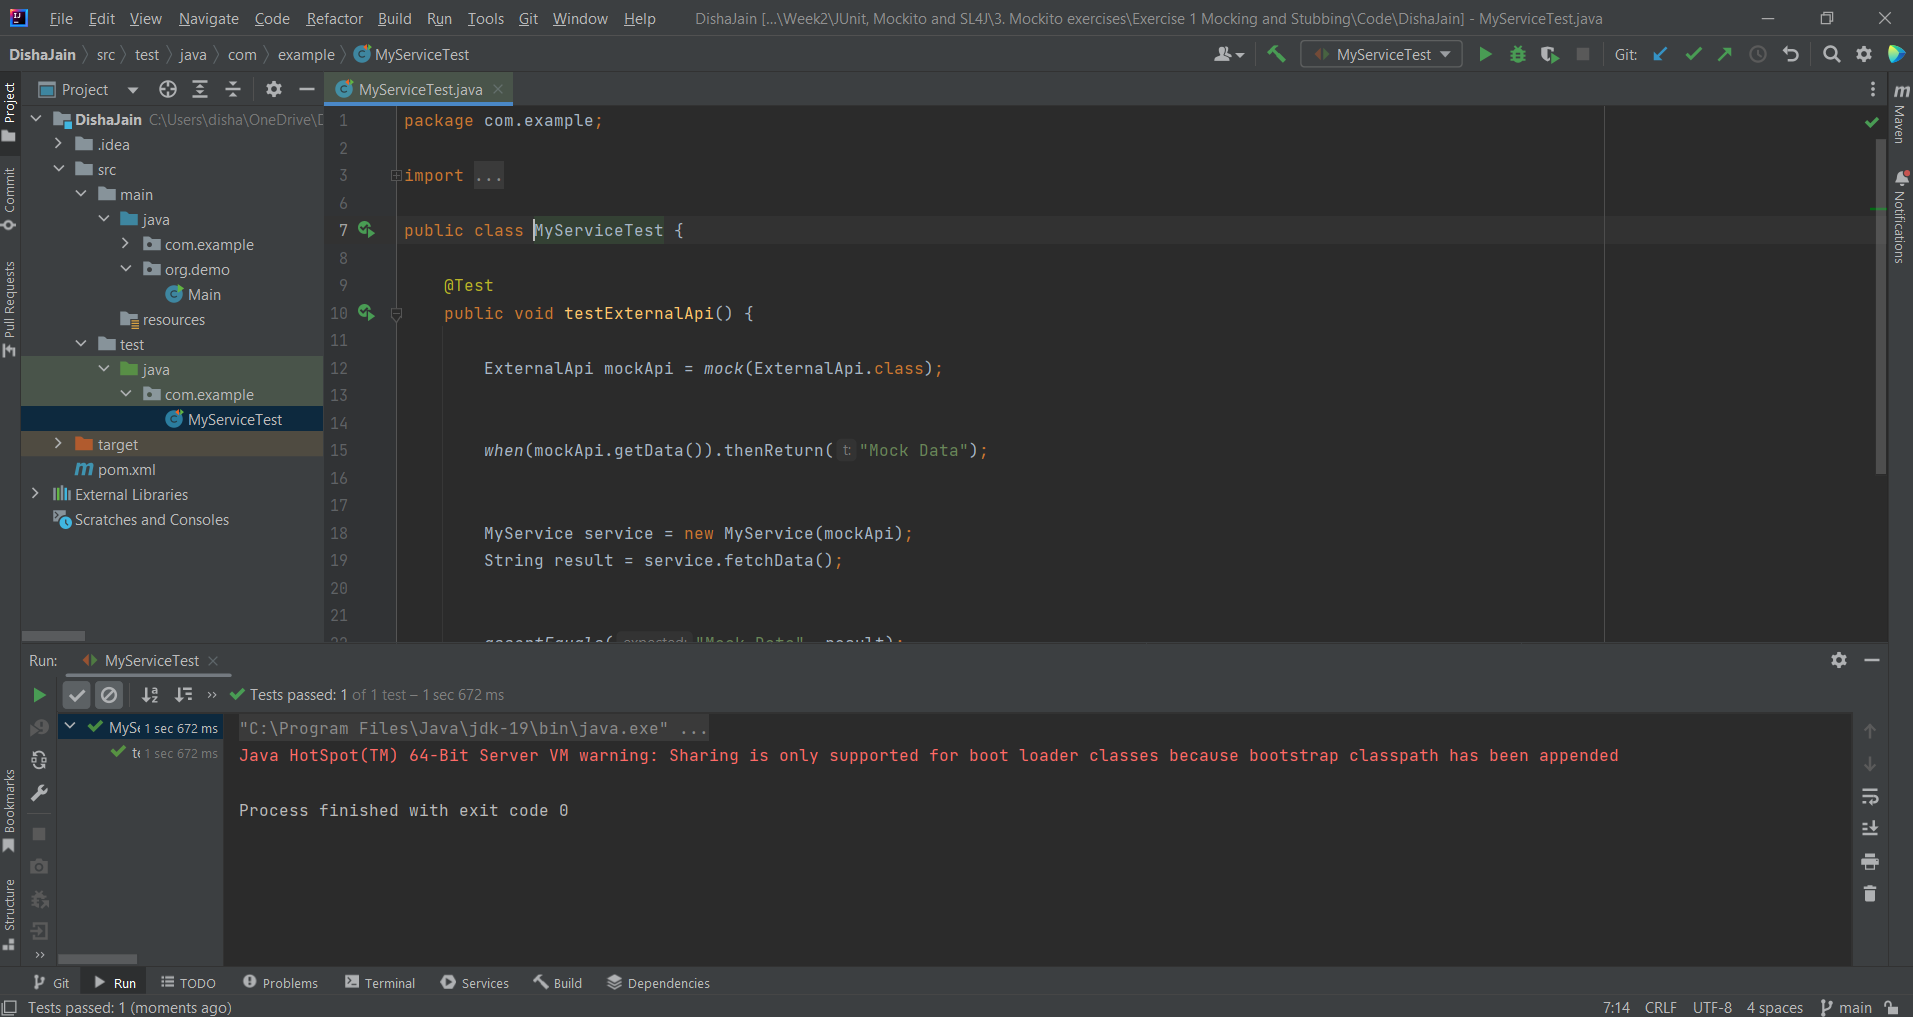 File Edit View Navigate Code Refactor Build Run Tools Git Window Help DishaJain [...\Week2\JUnit, Mockito and SL4J\3. Mockito exercises\Exercise 1 Mocking and Stubbing\Code\DishaJain] - MyServiceTest.java
DishaJain src test java com example MyServiceTest MyServiceTest Git:
Project MyServiceTest.java
Project
Commit
Pull Requests
Bookmarks
Structure
Maven
Notifications
DishaJain C:\Users\disha\OneDrive\D
.idea
src
main
java
com.example
org.demo
Main
resources
test
java
com.example
MyServiceTest
target
pom.xml
External Libraries
Scratches and Consoles
1 package com.example;
2
3 import ...
6
7 public class MyServiceTest {
8
9 @Test
10 public void testExternalApi() {
11
12 ExternalApi mockApi = mock(ExternalApi.class);
13
14
15 when(mockApi.getData()).thenReturn( t: "Mock Data");
16
17
18 MyService service = new MyService(mockApi);
19 String result = service.fetchData();
20
21
22 assertEquals( expected: "Mock Data", result);
Run: MyServiceTest
Tests passed: 1 of 1 test – 1 sec 672 ms
MySe 1 sec 672 ms
te 1 sec 672 ms
"C:\Program Files\Java\jdk-19\bin\java.exe" ...
Java HotSpot(TM) 64-Bit Server VM warning: Sharing is only supported for boot loader classes because bootstrap classpath has been appended
Process finished with exit code 0
Git Run TODO Problems Terminal Services Build Dependencies
Tests passed: 1 (moments ago) 7:14 CRLF UTF-8 4 spaces main